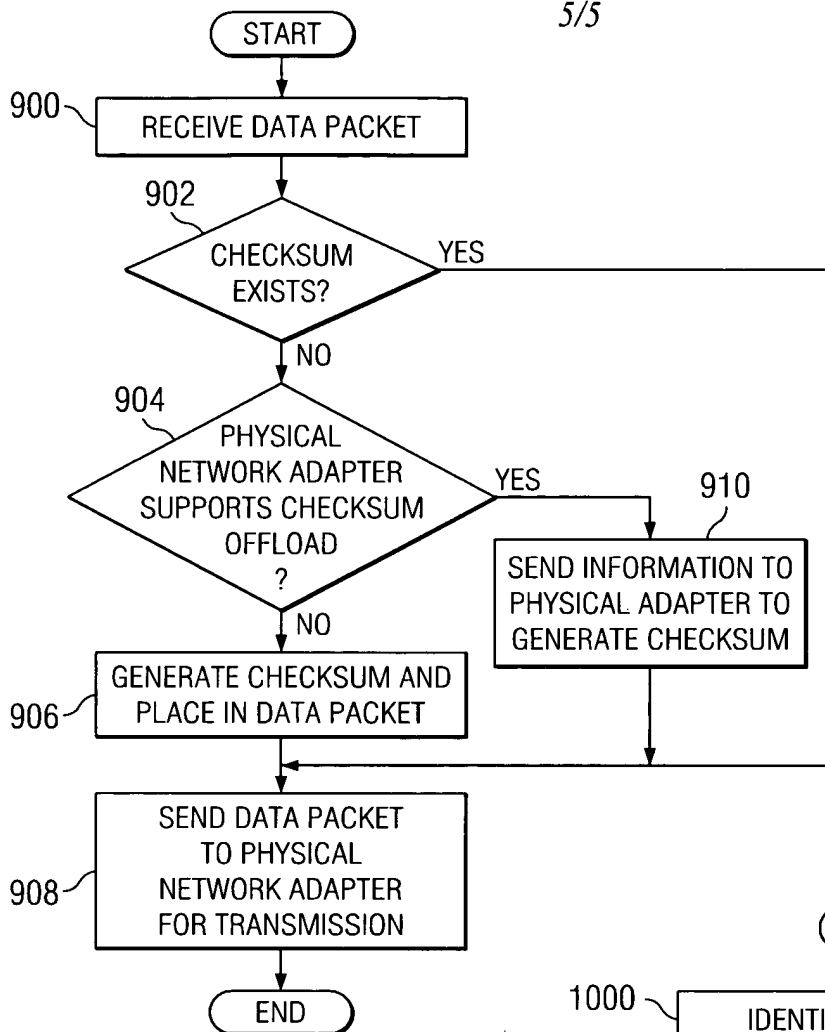 5/5
START
900
RECEIVE DATA PACKET
902
CHECKSUM
EXISTS?
YES
NO
904
PHYSICAL
NETWORK ADAPTER
SUPPORTS CHECKSUM
OFFLOAD
?
YES
910
SEND INFORMATION TO
PHYSICAL ADAPTER TO
GENERATE CHECKSUM
NO
906
GENERATE CHECKSUM AND
PLACE IN DATA PACKET
908
SEND DATA PACKET
TO PHYSICAL
NETWORK ADAPTER
FOR TRANSMISSION
END
1000